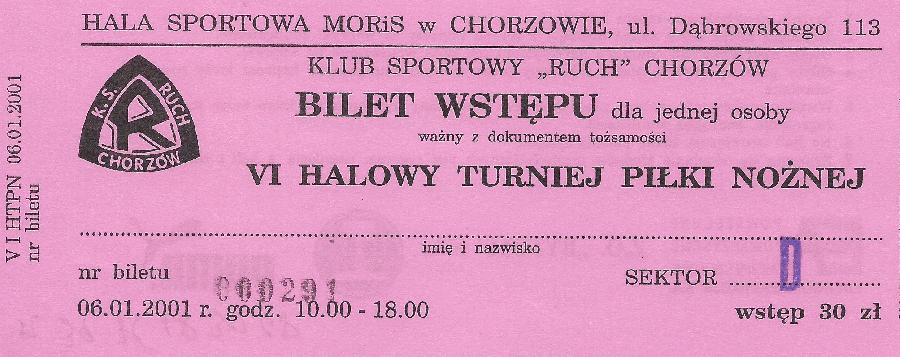 HALA SPORTOWA MORiS w CHORZOWIE, ul. Dąbrowskiego 113
KLUB SPORTOWY „RUCH” CHORZÓW
BILET WSTĘPU dla jednej osoby
ważny z dokumentem tożsamości
VI HALOWY TURNIEJ PIŁKI NOŻNEJ
K.S. RUCH
R
CHORZÓW
imię i nazwisko
nr biletu 000291
SEKTOR D
06.01.2001 r. godz. 10.00 - 18.00
wstęp 30 zł
V I HTPN 06.01.2001
nr biletu